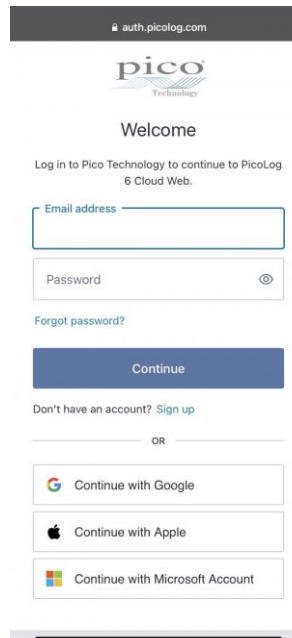 auth.picolog.com
pico
Technology
Welcome
Log in to Pico Technology to continue to PicoLog
6 Cloud Web.
Email address
Password
Forgot password?
Continue
Don't have an account? Sign up
OR
Continue with Google
Continue with Apple
Continue with Microsoft Account